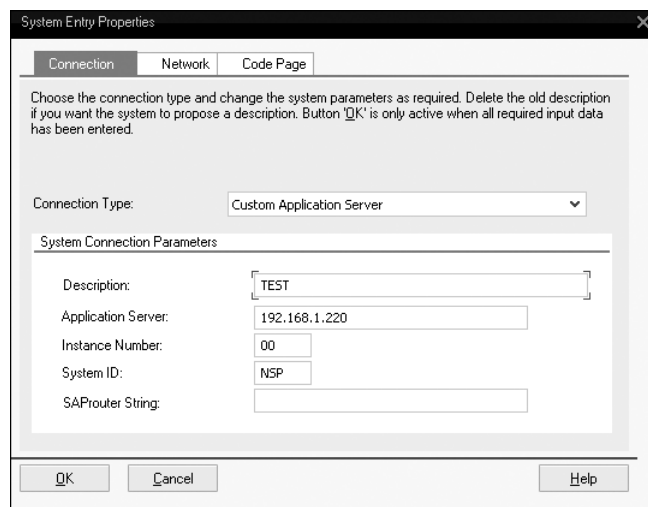 System Entry Properties
Connection Network Code Page
Choose the connection type and change the system parameters as required. Delete the old description
if you want the system to propose a description. Button 'OK' is only active when all required input data
has been entered.
Connection Type: Custom Application Server
System Connection Parameters
Description: TEST
Application Server: 192.168.1.220
Instance Number: 00
System ID: NSP
SAProuter String:
OK Cancel Help